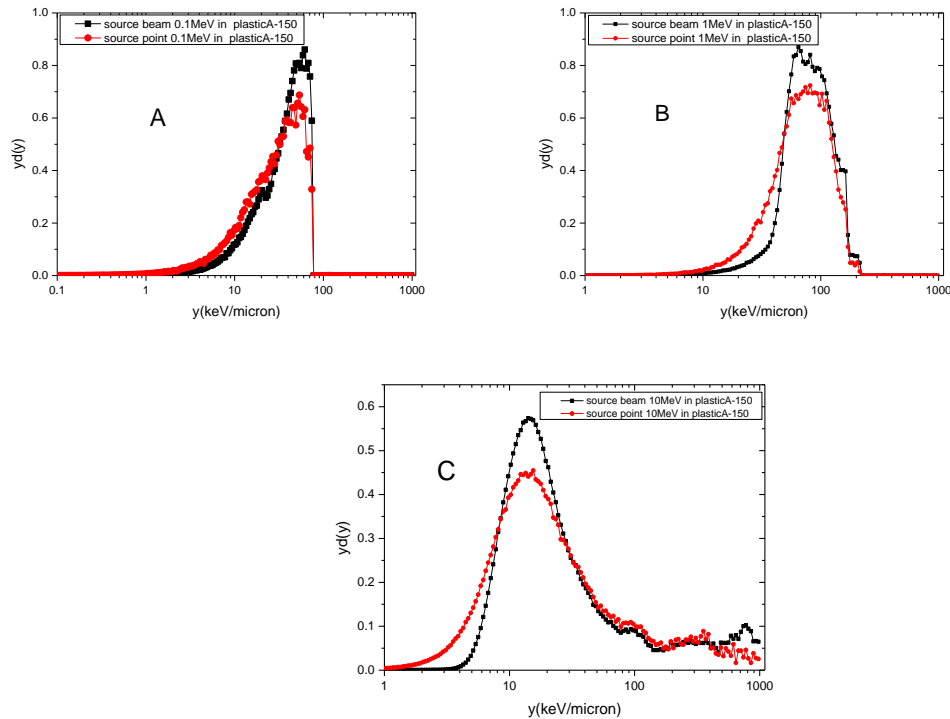 source beam 0.1MeV in plasticA-150
source point 0.1MeV in plasticA-150
A
yd(y)
1.0
0.8
0.6
0.4
0.2
0.0
0.1 1 10 100 1000
y(keV/micron)
source beam 1MeV in plasticA-150
source point 1MeV in plasticA-150
B
yd(y)
1.0
0.8
0.6
0.4
0.2
0.0
1 10 100 1000
y(keV/micron)
source beam 10MeV in plasticA-150
source point 10MeV in plasticA-150
C
yd(y)
0.6
0.5
0.4
0.3
0.2
0.1
0.0
1 10 100 1000
y(keV/micron)